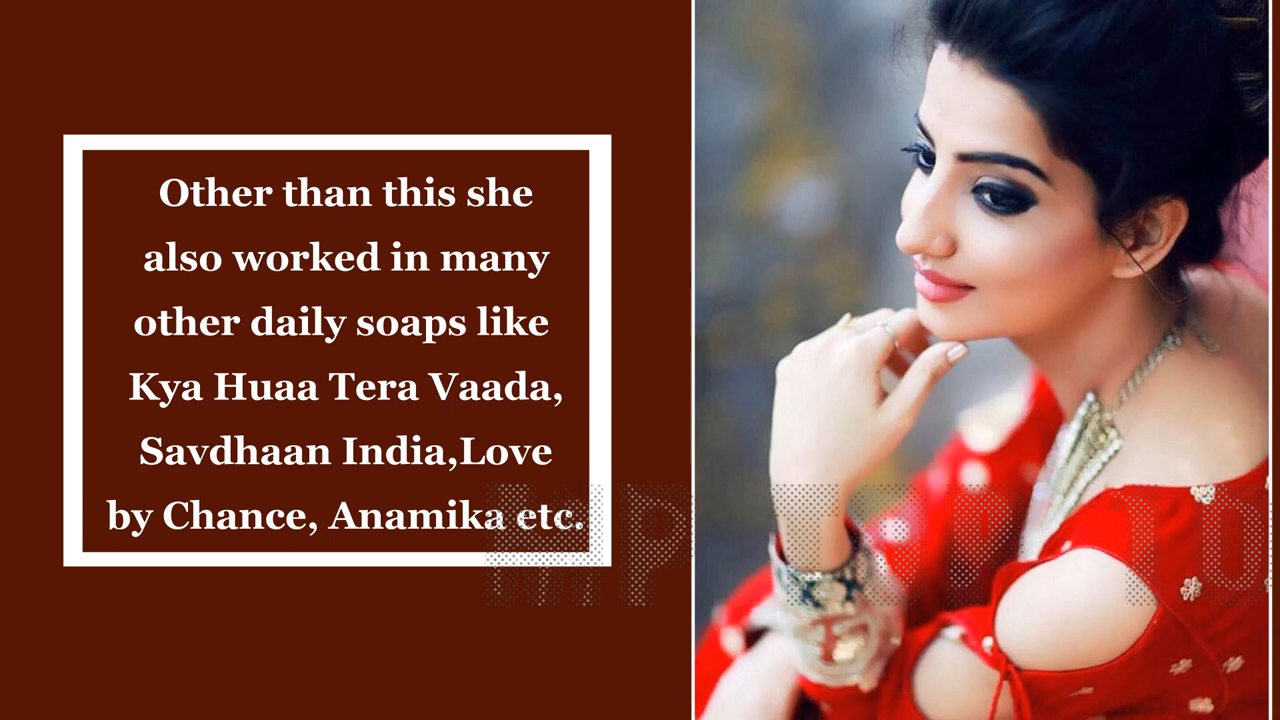 Other than this she
also worked in many
other daily soaps like
Kya Huaa Tera Vaada,
Savdhaan India,Love
by Chance, Anamika etc.